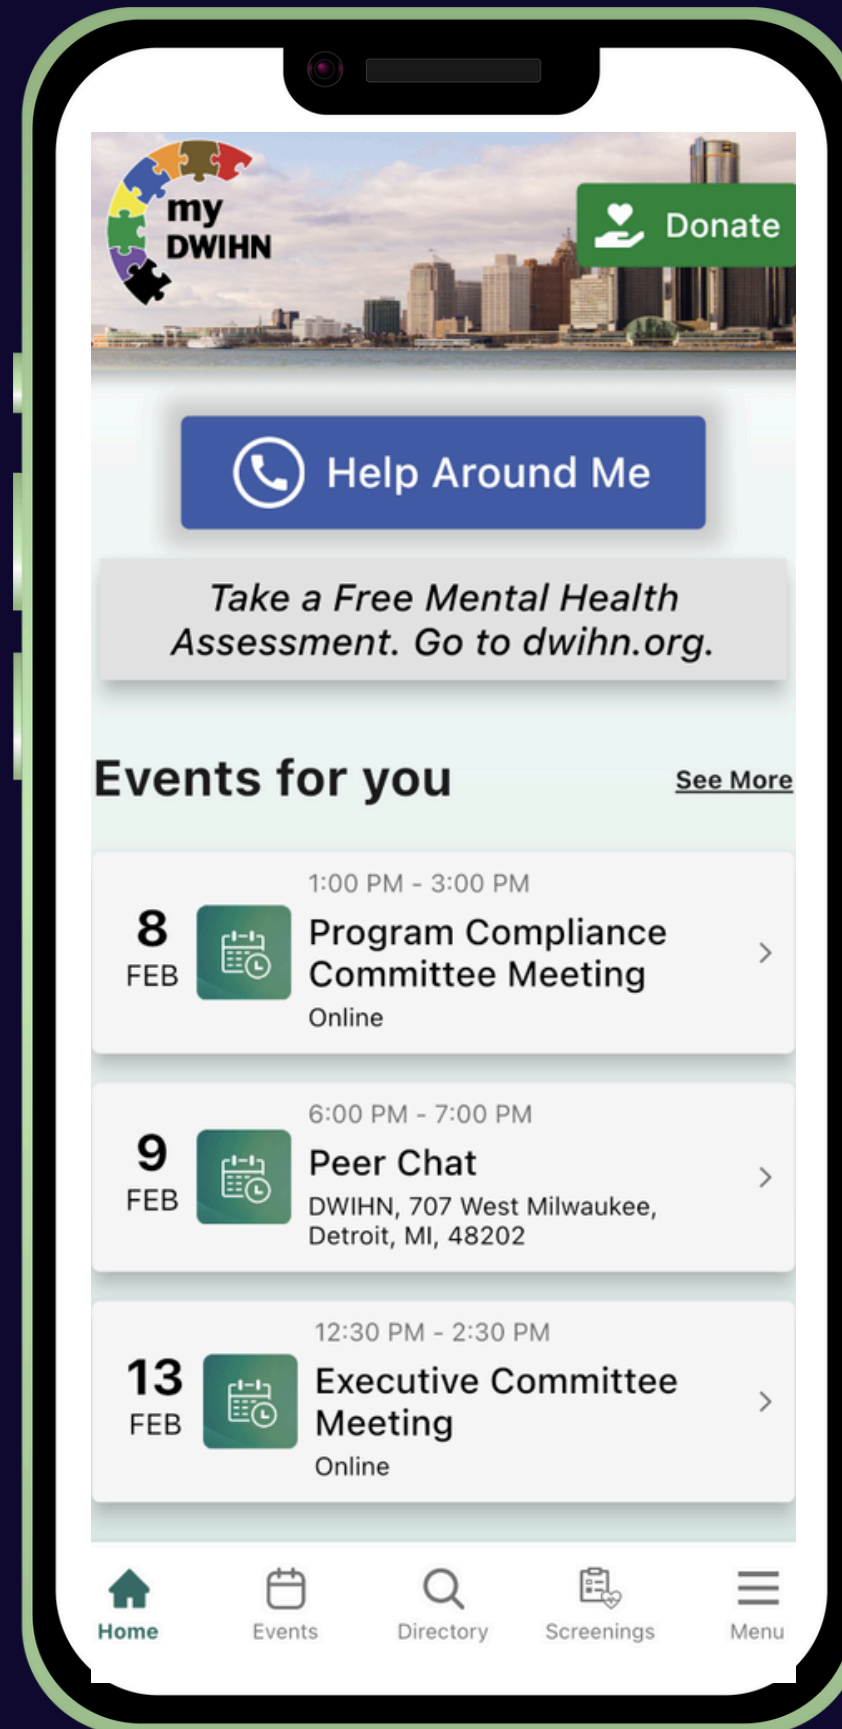 my
DWIHN
Donate
Help Around Me
Take a Free Mental Health
Assessment. Go to dwihn.org.
Events for you
See More
1:00 PM - 3:00 PM
8
FEB
Program Compliance
Committee Meeting
Online
6:00 PM - 7:00 PM
9
FEB
Peer Chat
DWIHN, 707 West Milwaukee,
Detroit, MI, 48202
12:30 PM - 2:30 PM
13
FEB
Executive Committee
Meeting
Online
Home
Events
Directory
Screenings
Menu